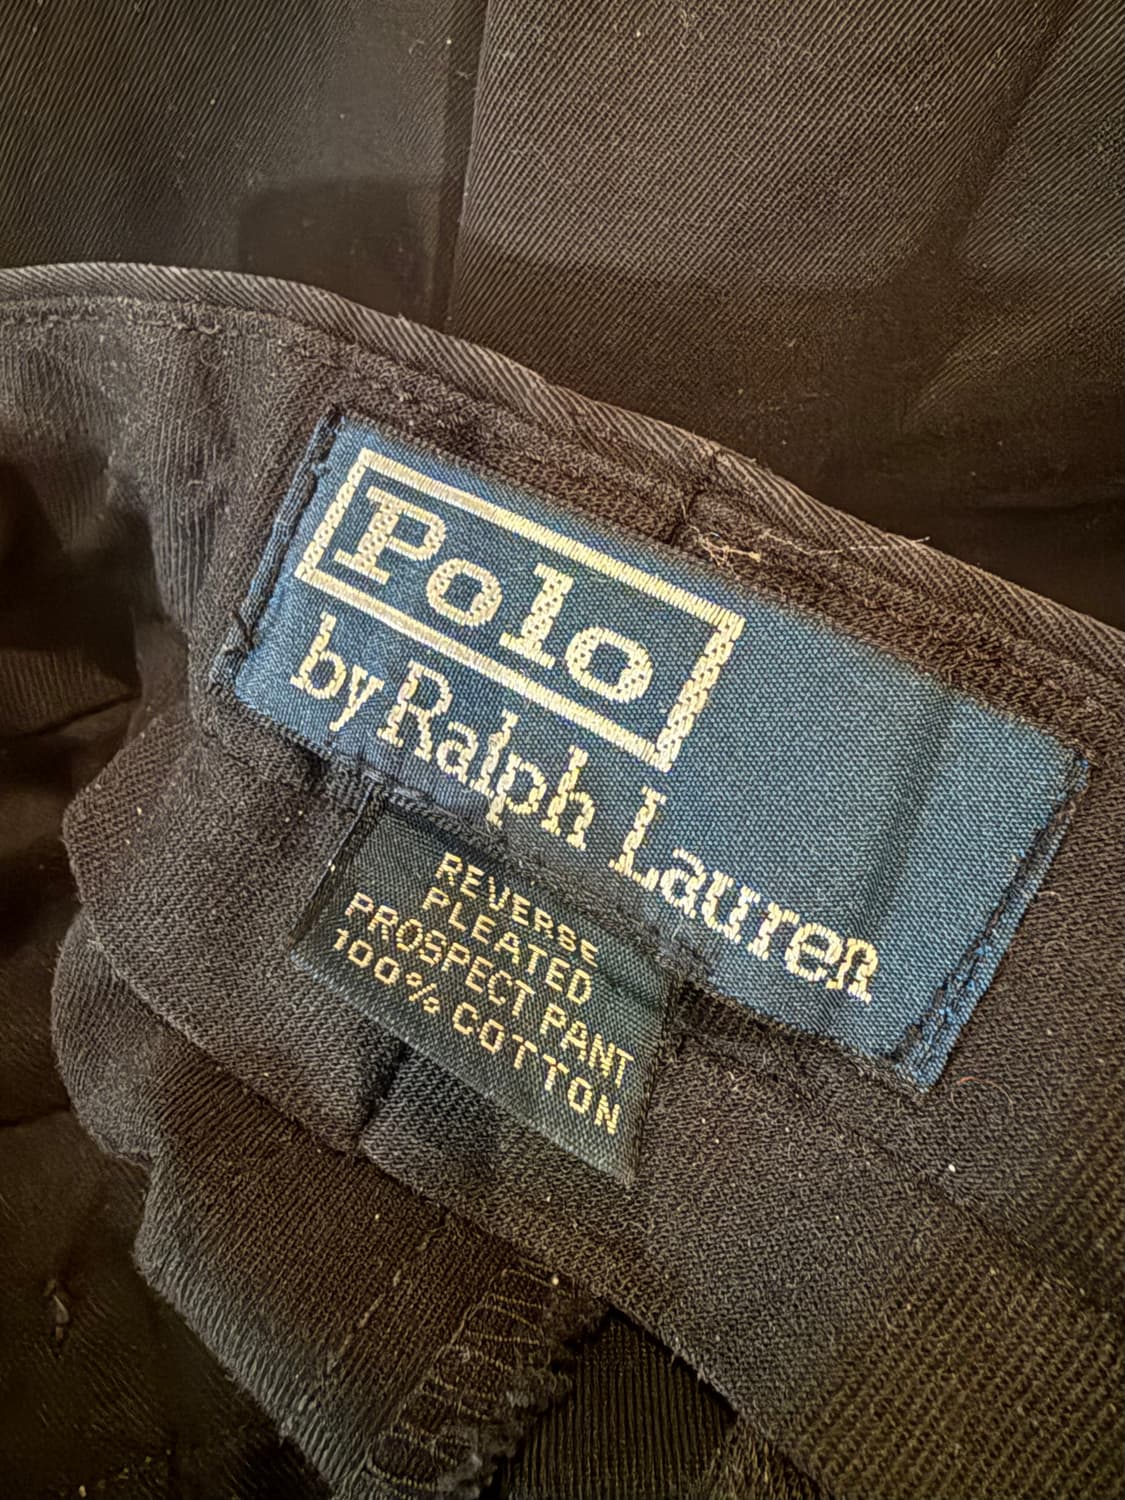 Polo
by Ralph Lauren
REVERSE
PLEATED
PROSPECT PANT
100% COTTON